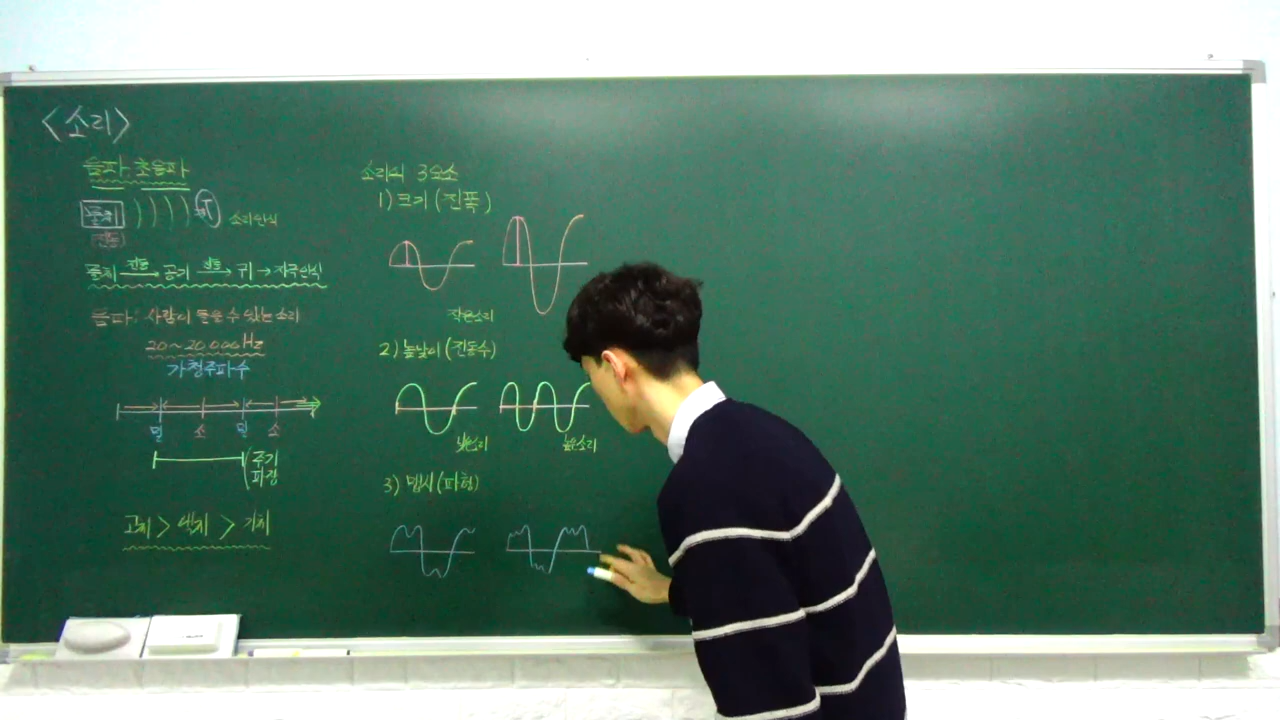 <소리>
음파, 초음파
물체 소리인식
진동
물체 진동→ 공기 진동→ 귀 → 자극인식
음파: 사람이 들을 수 있는 소리
20~20,000Hz
가청주파수
밀 소 밀 소
주기
파장
고체 > 액체 > 기체
소리의 3요소
1) 크기 (진폭)
작은소리
2) 높낮이 (진동수)
낮은소리 높은소리
3) 맵시 (파형)